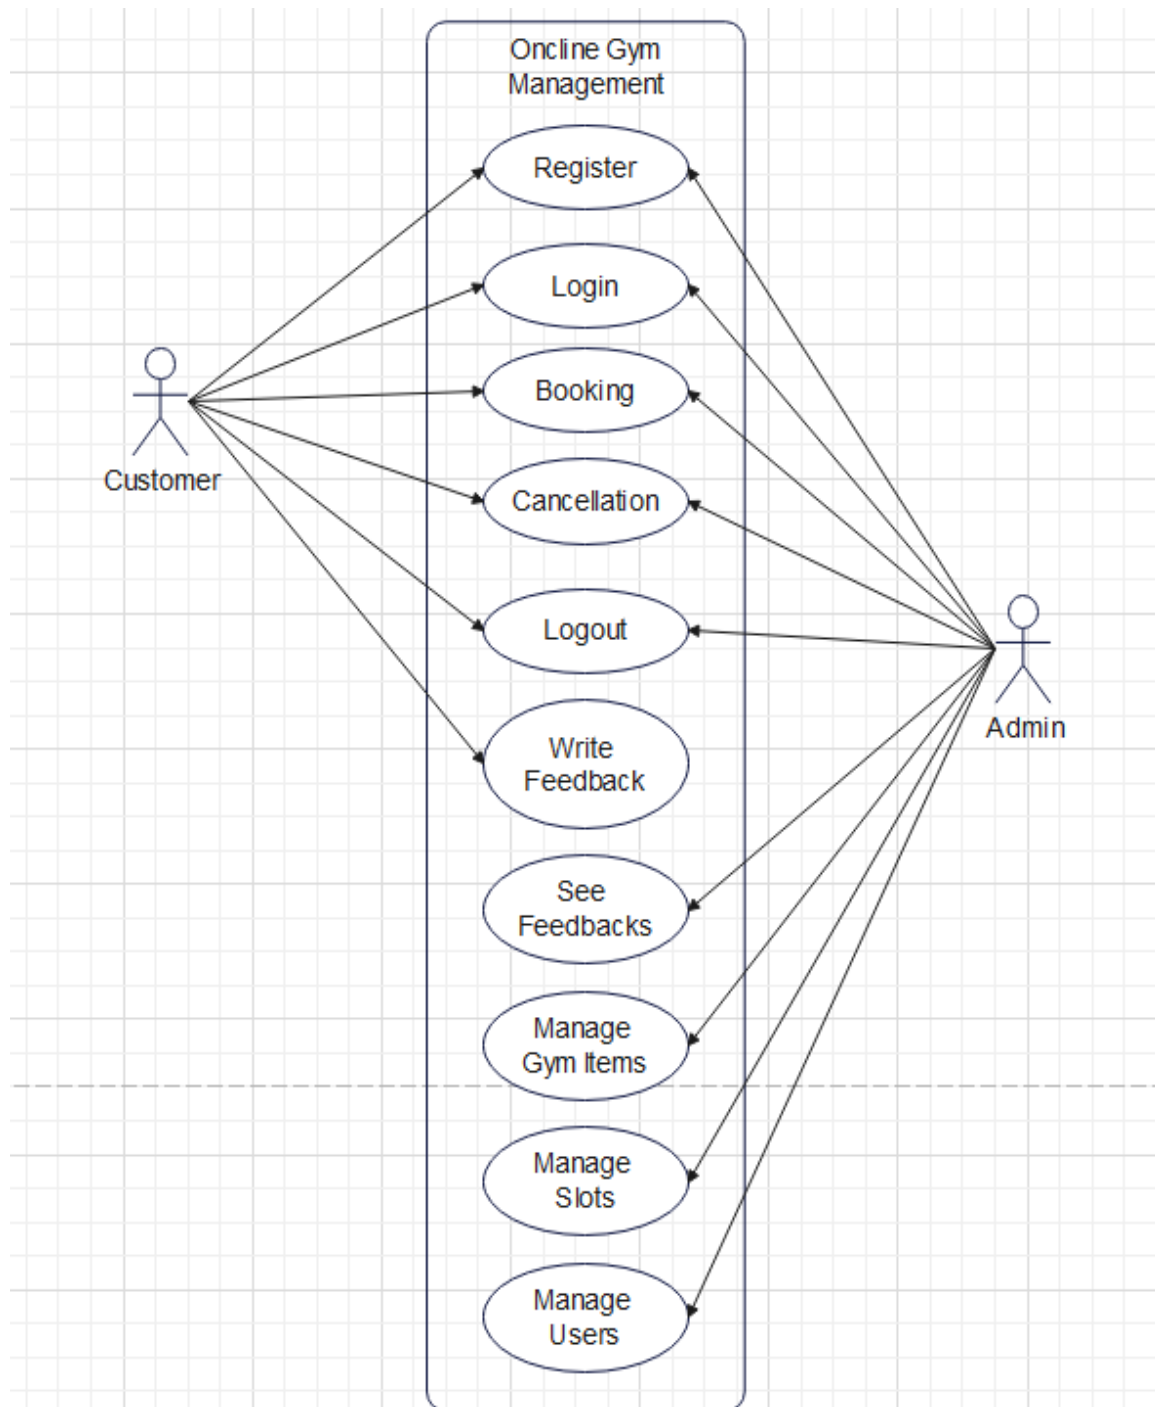 Oncline Gym
Management
Register
Login
Booking
Customer
Cancellation
Logout
Admin
Write
Feedback
See
Feedbacks
Manage
Gym Items
Manage
Slots
Manage
Users